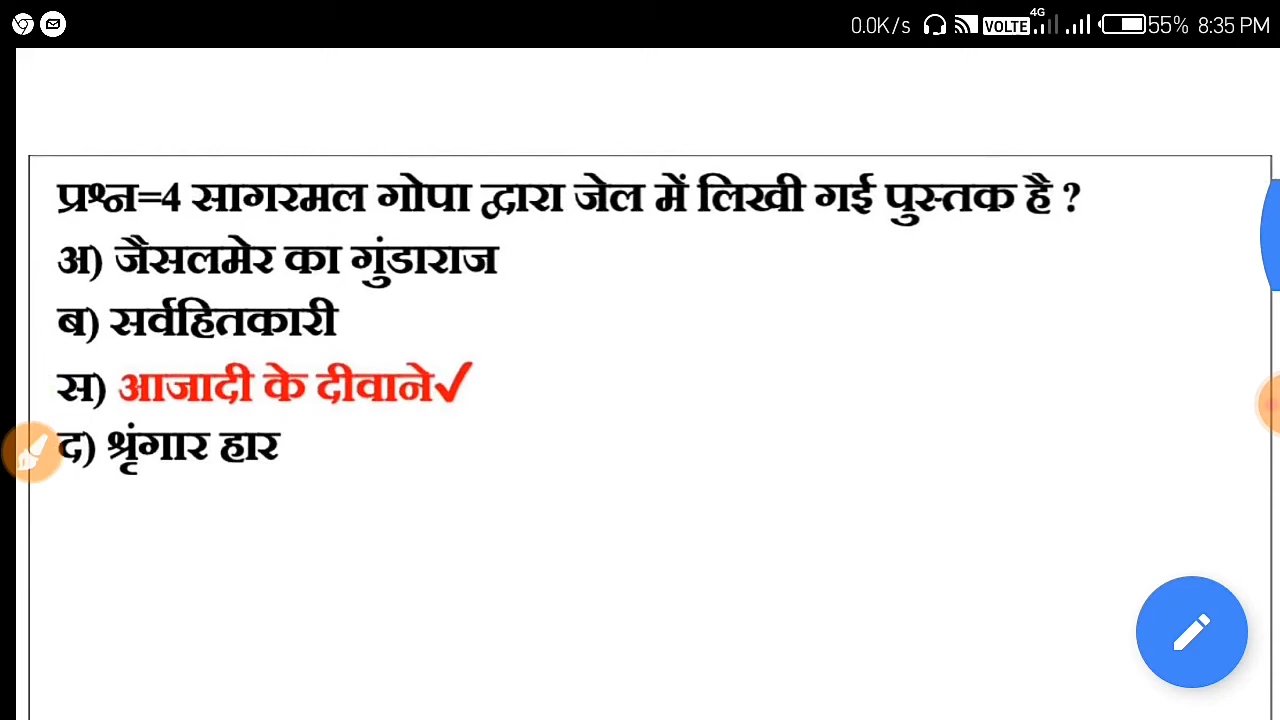 0.0K/s VOLTE 4G 55% 8:35 PM
प्रश्न=4 सागरमल गोपा द्वारा जेल में लिखी गई पुस्तक है ?
अ) जैसलमेर का गुंडाराज
ब) सर्वहितकारी
स) आजादी के दीवाने✓
द) श्रृंगार हार